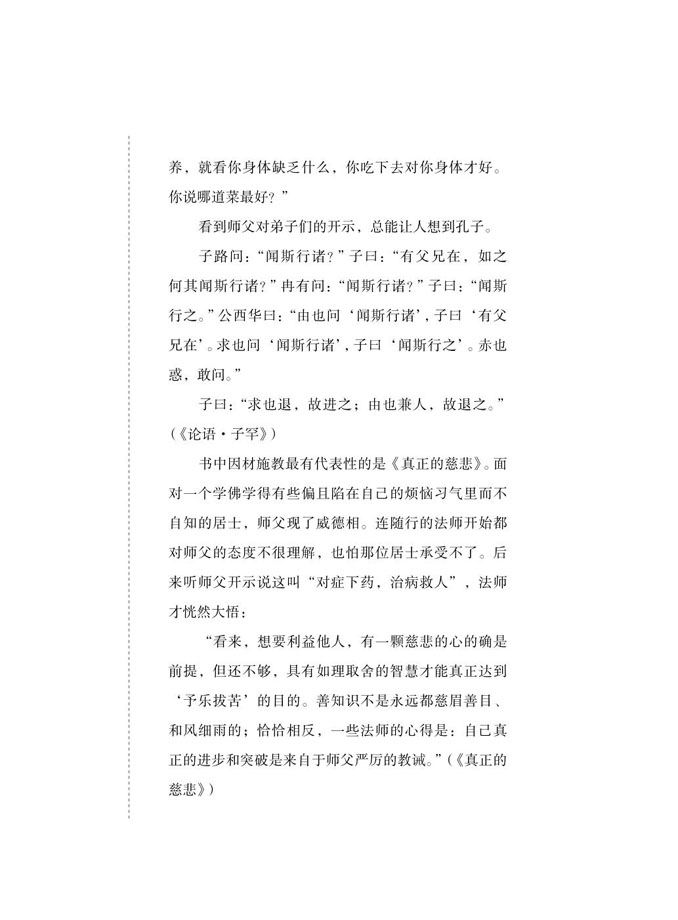 养，就看你身体缺乏什么，你吃下去对你身体才好。
你说哪道菜最好？”
看到师父对弟子们的开示，总能让人想到孔子。
子路问：“闻斯行诸？”子曰：“有父兄在，如之
何其闻斯行诸？”冉有问：“闻斯行诸？”子曰：“闻斯
行之。”公西华曰：“由也问‘闻斯行诸’，子曰‘有父
兄在’。求也问‘闻斯行诸’，子曰‘闻斯行之’。赤也
惑，敢问。”
子曰：“求也退，故进之；由也兼人，故退之。”
（《论语·子罕》）
书中因材施教最有代表性的是《真正的慈悲》。面
对一个学佛学得有些偏且陷在自己的烦恼习气里而不
自知的居士，师父现了威德相。连随行的法师开始都
对师父的态度不很理解，也怕那位居士承受不了。后
来听师父开示说这叫“对症下药，治病救人”，法师
才恍然大悟：
“看来，想要利益他人，有一颗慈悲的心的确是
前提，但还不够，具有如理取舍的智慧才能真正达到
‘予乐拔苦’的目的。善知识不是永远都慈眉善目、
和风细雨的；恰恰相反，一些法师的心得是：自己真
正的进步和突破是来自于师父严厉的教诫。”（《真正的
慈悲》）